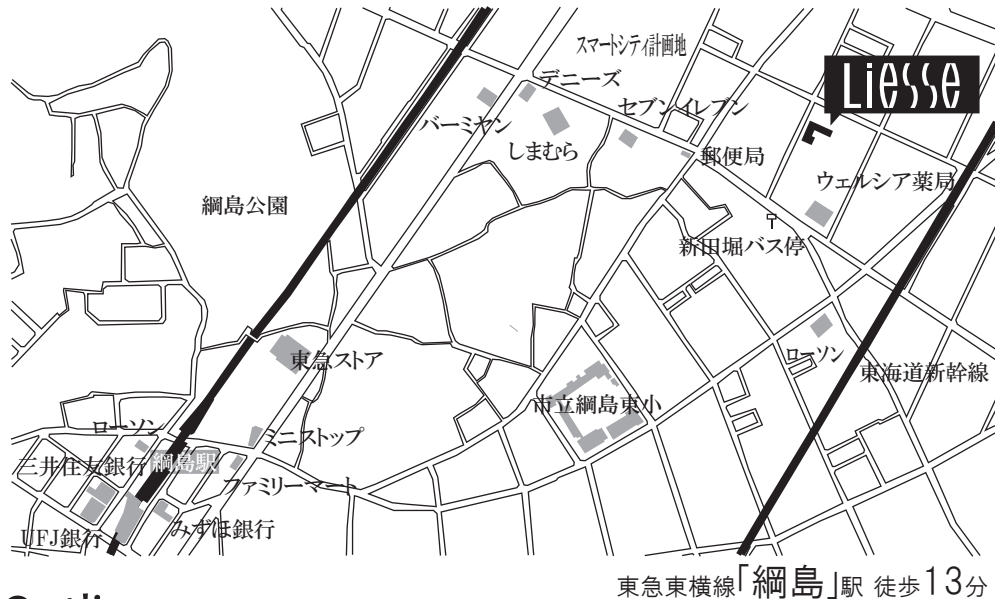 スマートシティ計画地
Liesse
デニーズ
セブンイレブン
バーミヤン
しまむら
郵便局
ウェルシア薬局
綱島公園
新田堀バス停
東急ストア
ローソン
東海道新幹線
市立綱島東小
ローソン
ミニストップ
三井住友銀行
綱島駅
ファミリーマート
みずほ銀行
UFJ銀行
東急東横線「綱島」駅 徒歩13分